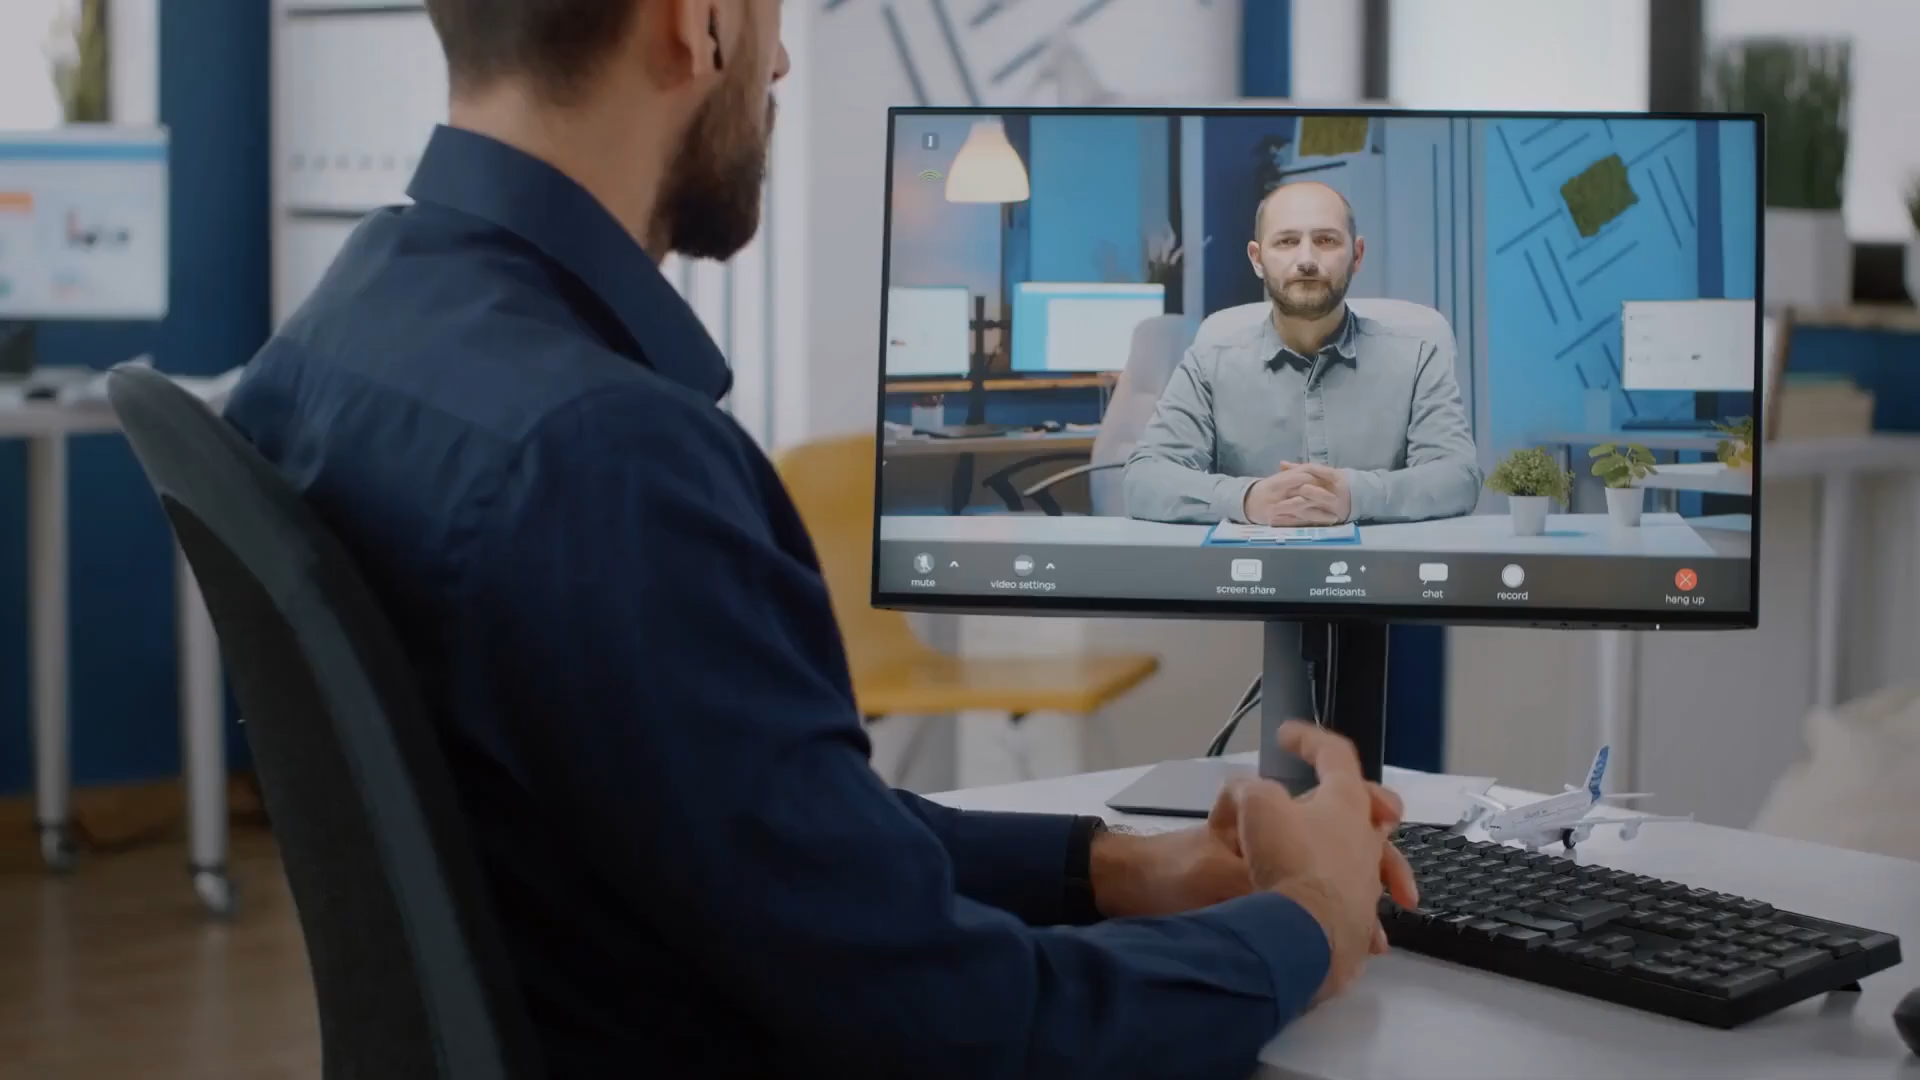 mute
video settings
screen share
participants
chat
record
hang up